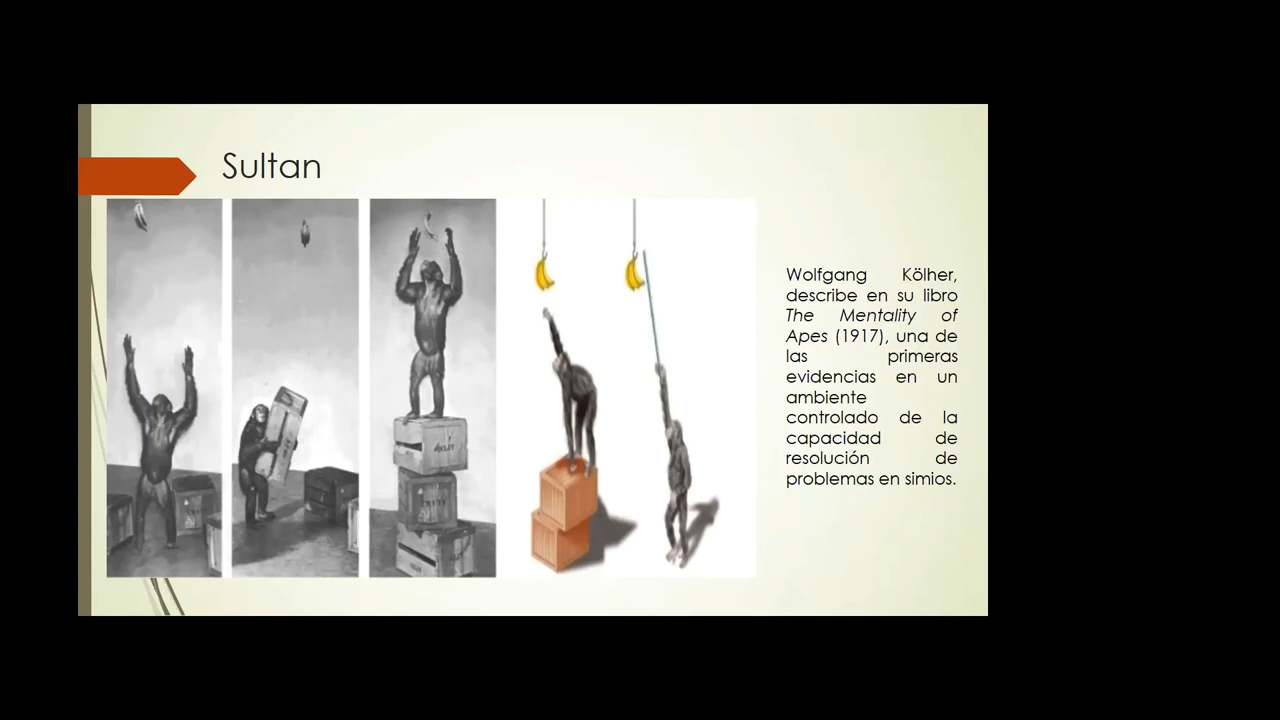 Sultan
Wolfgang Kölher,
describe en su libro
The Mentality of
Apes (1917), una de
las primeras
evidencias en un
ambiente
controlado de la
capacidad de
resolución de
problemas en simios.